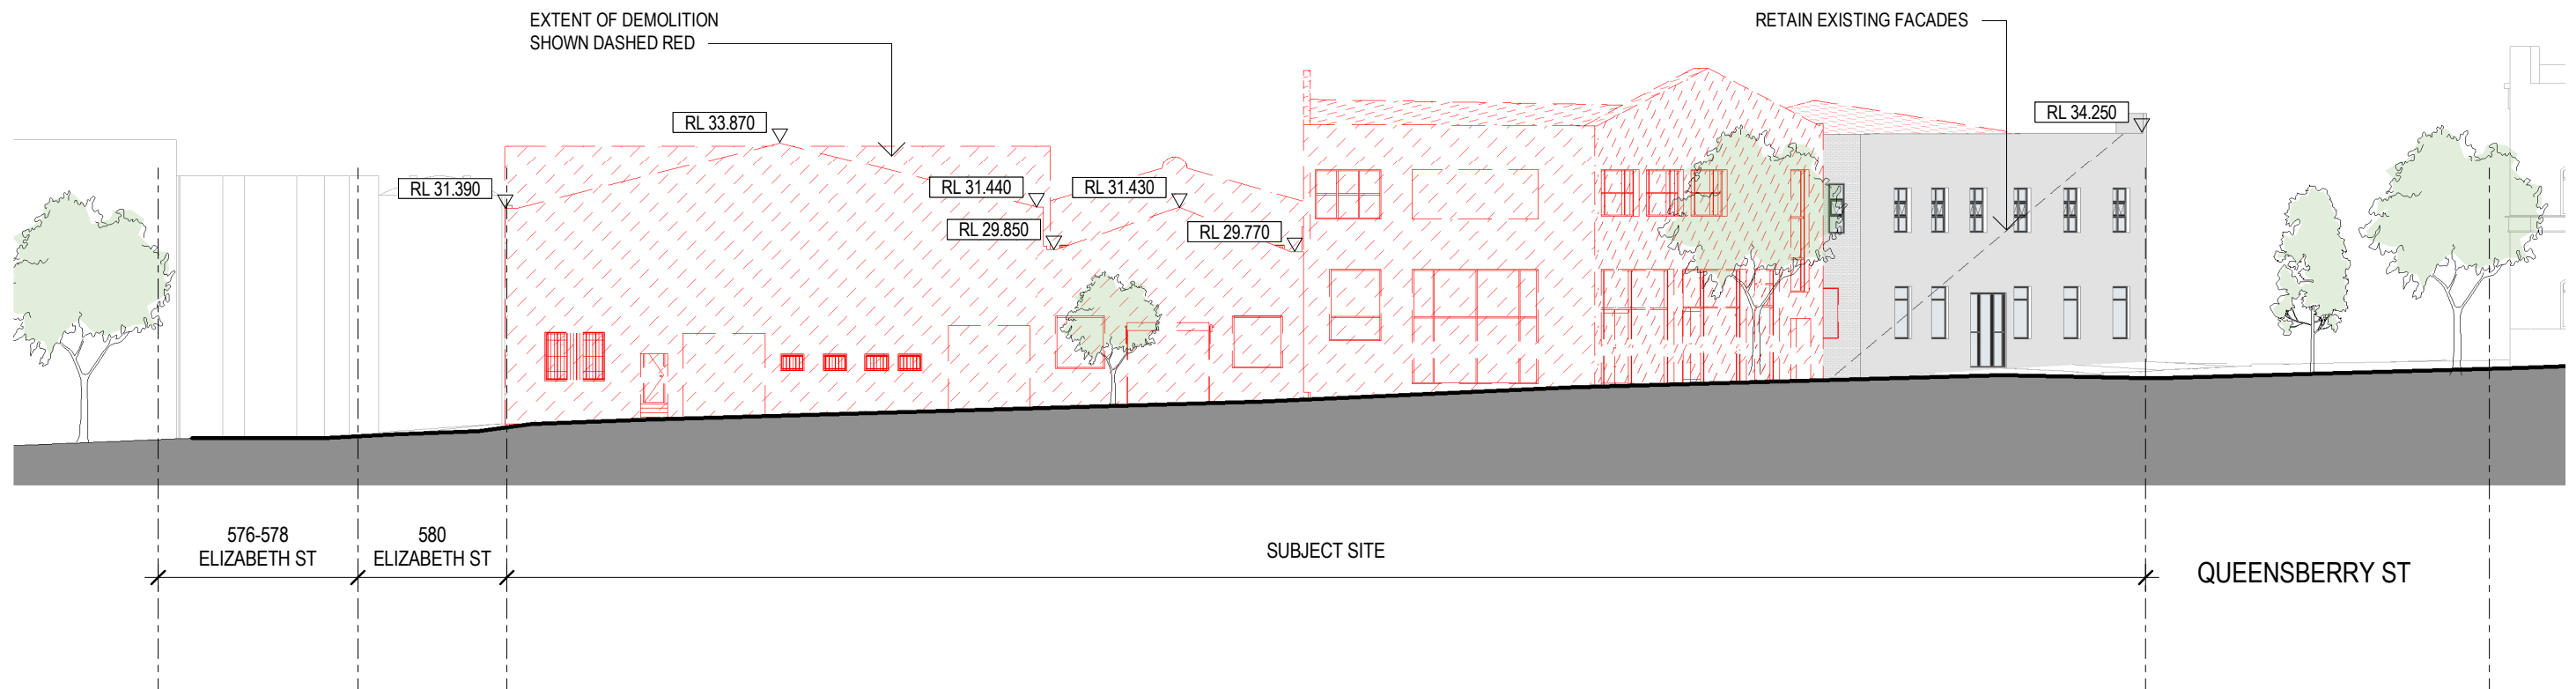 EXTENT OF DEMOLITION
SHOWN DASHED RED
RETAIN EXISTING FACADES
RL 33.870
RL 34.250
RL 31.390
RL 31.440
RL 31.430
RL 29.850
RL 29.770
576-578
ELIZABETH ST
580
ELIZABETH ST
SUBJECT SITE
QUEENSBERRY ST